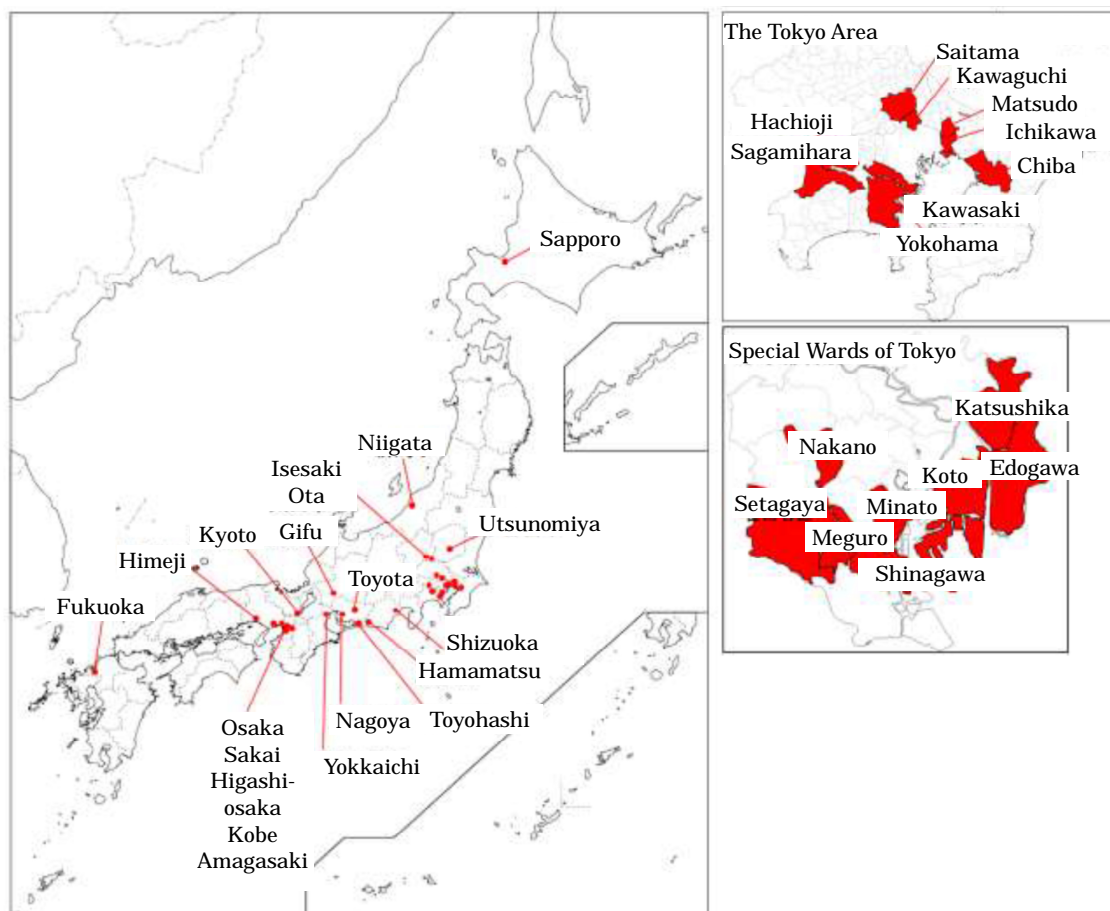 Sapporo
Niigata
Isesaki
Ota
Gifu
Kyoto
Himeji
Fukuoka
Utsunomiya
Toyota
Shizuoka
Hamamatsu
Toyohashi
Nagoya
Yokkaichi
Osaka
Sakai
Higashi-
osaka
Kobe
Amagasaki
The Tokyo Area
Saitama
Kawaguchi
Matsudo
Ichikawa
Chiba
Hachioji
Sagamihara
Kawasaki
Yokohama
Special Wards of Tokyo
Katsushika
Nakano
Koto
Edogawa
Setagaya
Minato
Meguro
Shinagawa